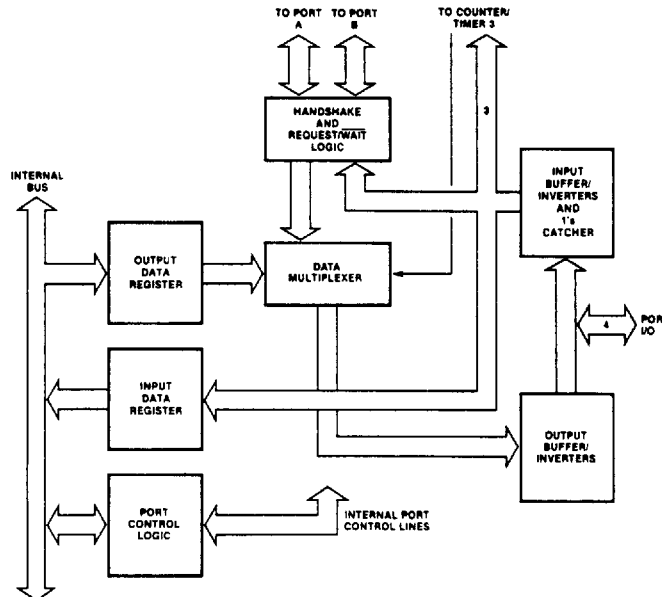 TO PORT
A
TO PORT
B
TO COUNTER/
TIMER 3
3
HANDSHAKE
AND
REQUEST/WAIT
LOGIC
INTERNAL
BUS
INPUT
BUFFER/
INVERTERS
AND
1's
CATCHER
OUTPUT
DATA
REGISTER
DATA
MULTIPLEXER
4
POR
I/O
INPUT
DATA
REGISTER
OUTPUT
BUFFER/
INVERTERS
PORT
CONTROL
LOGIC
INTERNAL PORT
CONTROL LINES